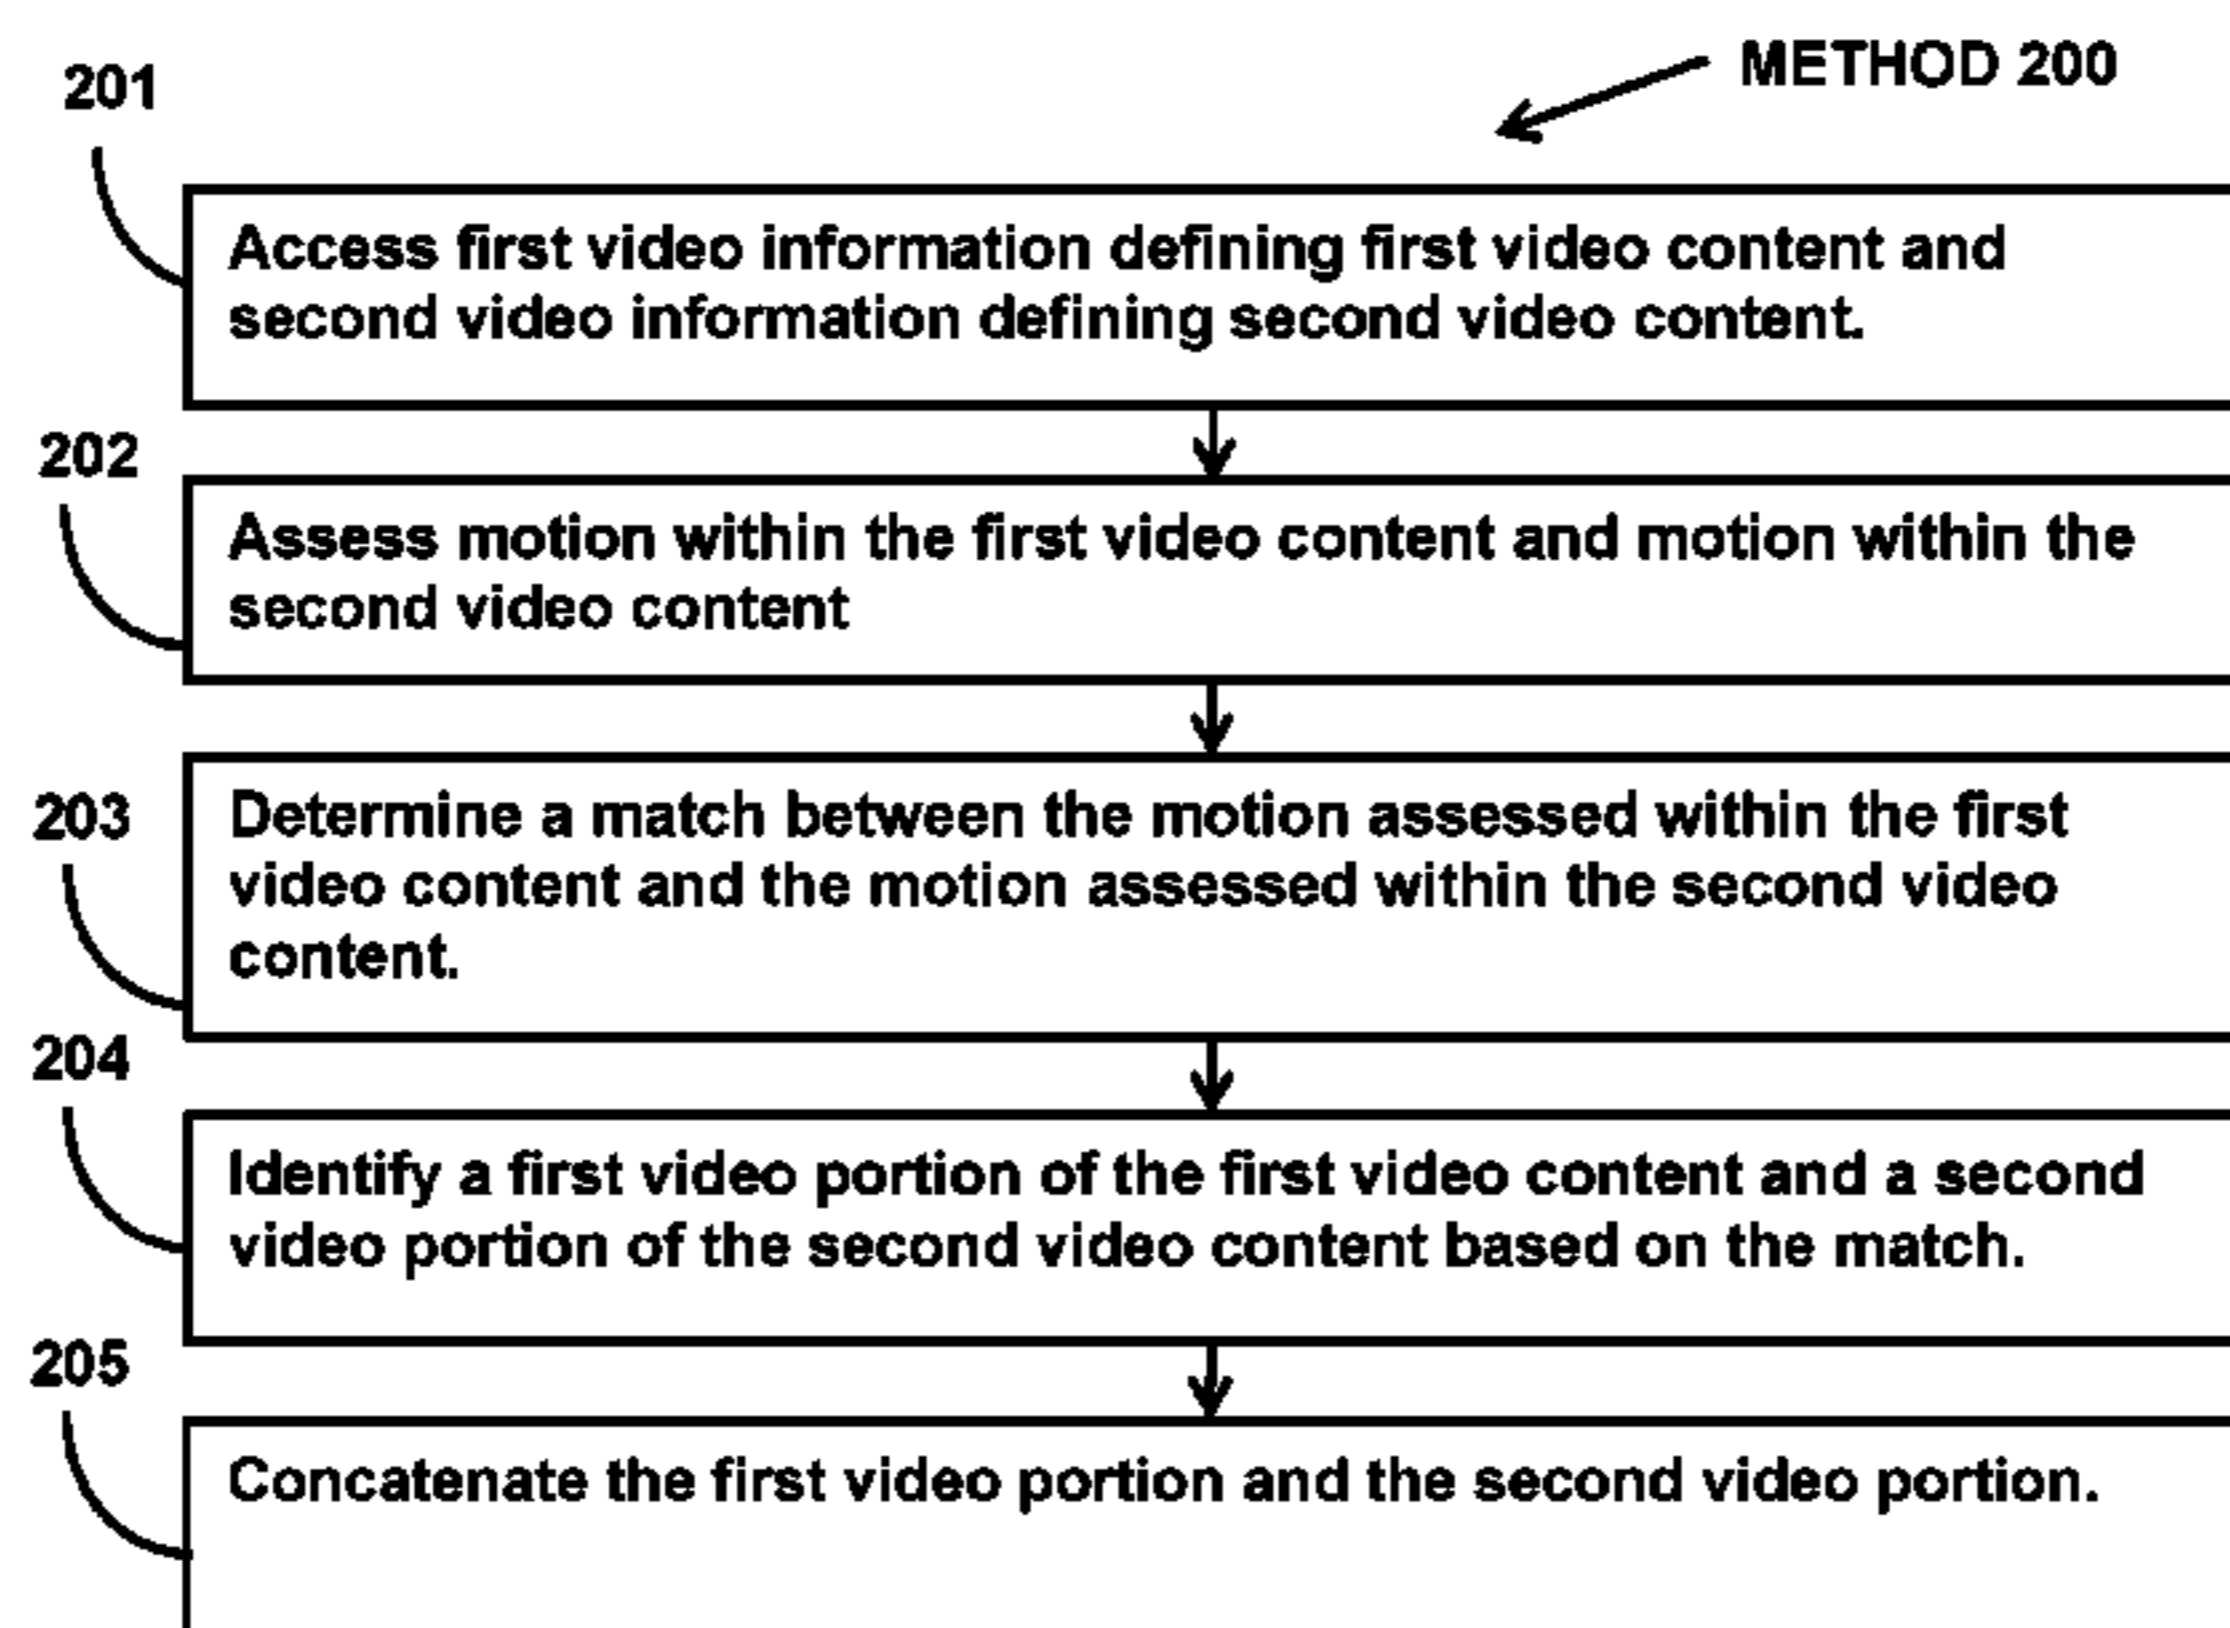 METHOD 200
201
Access first video information defining first video content and
second video information defining second video content.
202
Assess motion within the first video content and motion within the
second video content
203
Determine a match between the motion assessed within the first
video content and the motion assessed within the second video
content.
204
Identify a first video portion of the first video content and a second
video portion of the second video content based on the match.
205
Concatenate the first video portion and the second video portion.